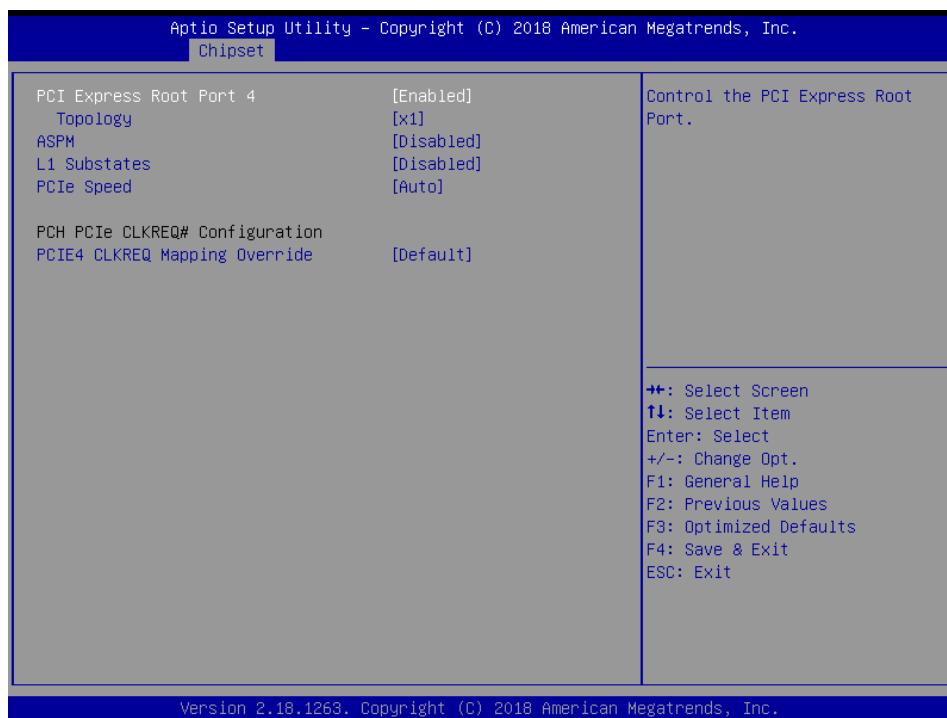 Aptio Setup Utility – Copyright (C) 2018 American Megatrends, Inc.
Chipset
PCI Express Root Port 4 [Enabled]
Topology [x1]
ASPM [Disabled]
L1 Substates [Disabled]
PCIe Speed [Auto]
PCH PCIe CLKREQ# Configuration
PCIE4 CLKREQ Mapping Override [Default]
Control the PCI Express Root
Port.
→←: Select Screen
↑↓: Select Item
Enter: Select
+/-: Change Opt.
F1: General Help
F2: Previous Values
F3: Optimized Defaults
F4: Save & Exit
ESC: Exit
Version 2.18.1263. Copyright (C) 2018 American Megatrends, Inc.